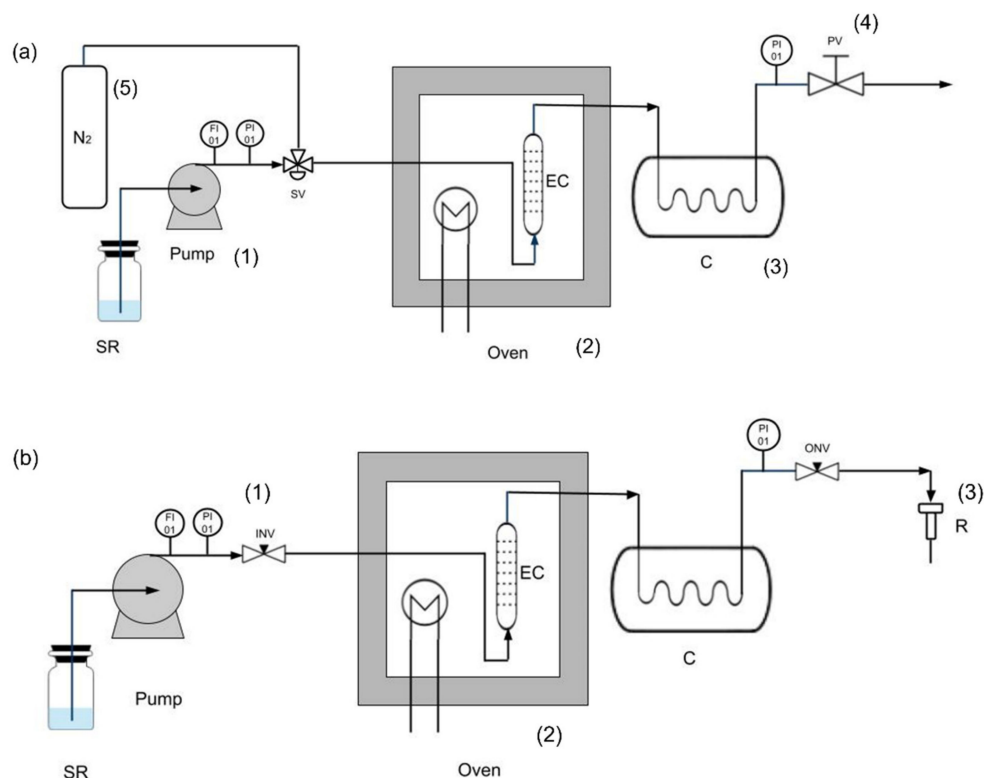 (a)
(5)
N2
FI
01
PI
01
SV
Pump
(1)
SR
EC
Oven
(2)
C
(3)
PI
01
PV
(4)
(b)
FI
01
PI
01
(1)
INV
Pump
SR
EC
Oven
(2)
C
PI
01
ONV
(3)
R